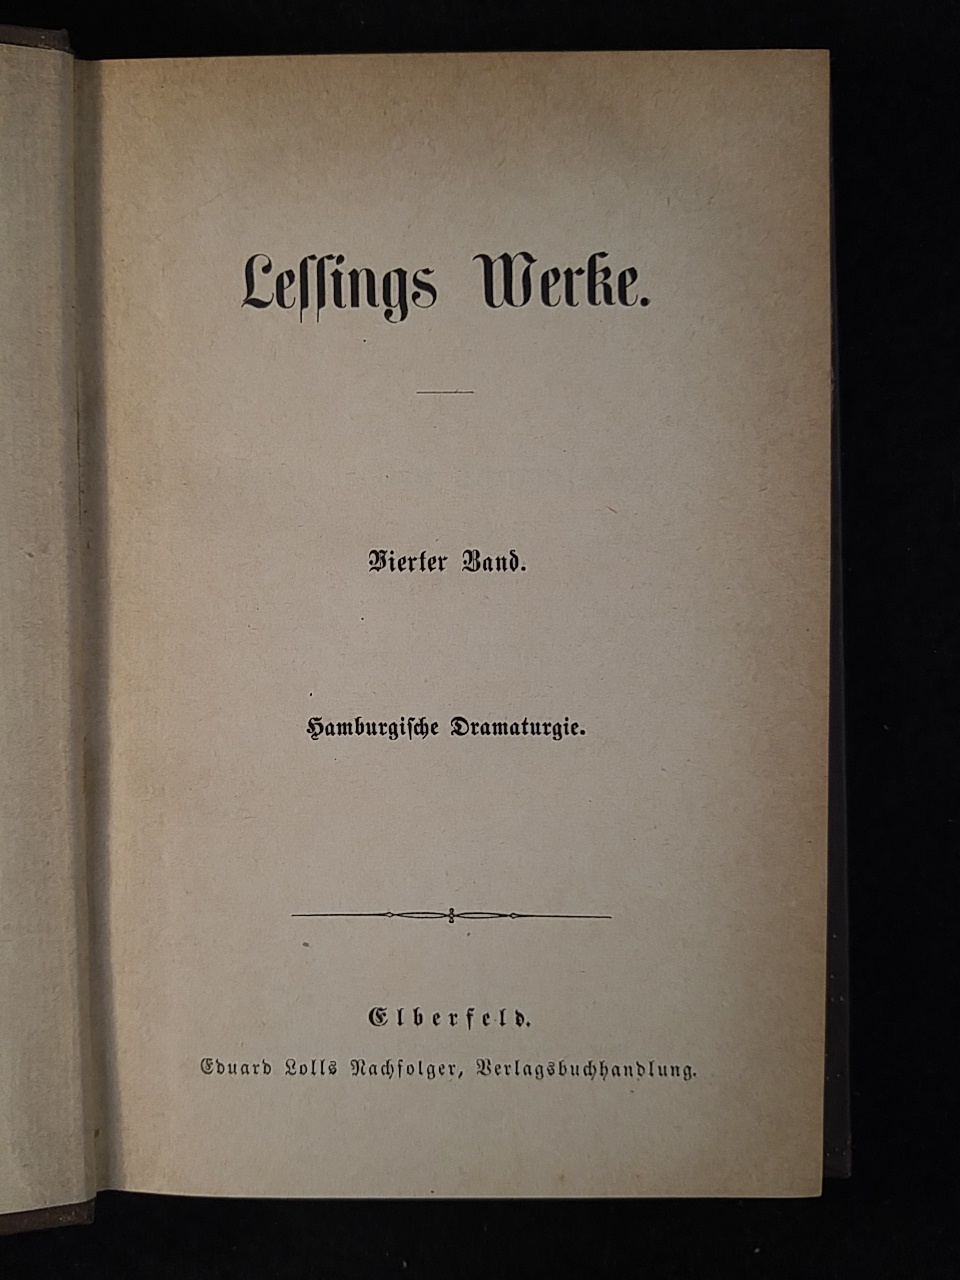 Leſſings Werke.
Vierter Band.
Hamburgiſche Dramaturgie.
Elberfeld.
Eduard Lolls Nachfolger, Verlagsbuchhandlung.